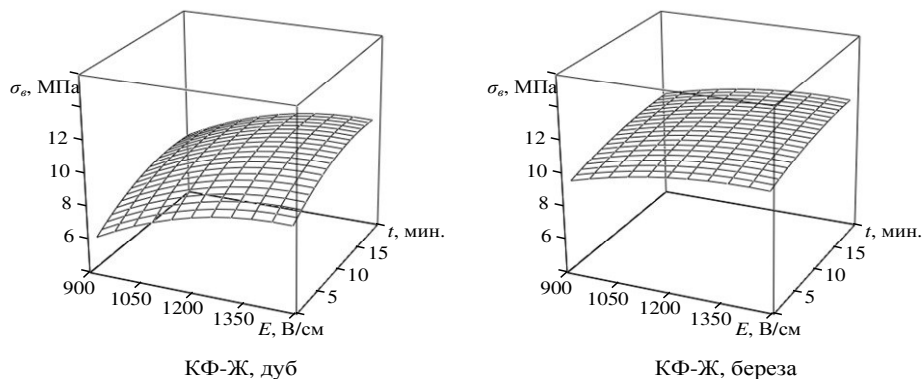 σв, МПа
12
10
8
6
900
1050
1200
1350
E, В/см
5
10
15
t, мин.
КФ-Ж, дуб
σв, МПа
12
10
8
6
900
1050
1200
1350
E, В/см
5
10
15
t, мин.
КФ-Ж, береза